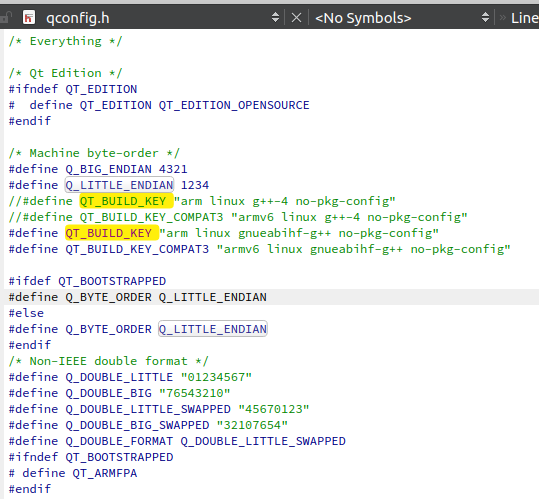 qconfig.h <No Symbols> Line
/* Everything */
/* Qt Edition */
#ifndef QT_EDITION
#  define QT_EDITION QT_EDITION_OPENSOURCE
#endif
/* Machine byte-order */
#define Q_BIG_ENDIAN 4321
#define Q_LITTLE_ENDIAN 1234
//#define QT_BUILD_KEY "arm linux g++-4 no-pkg-config"
//#define QT_BUILD_KEY_COMPAT3 "armv6 linux g++-4 no-pkg-config"
#define QT_BUILD_KEY "arm linux gnueabihf-g++ no-pkg-config"
#define QT_BUILD_KEY_COMPAT3 "armv6 linux gnueabihf-g++ no-pkg-config"
#ifdef QT_BOOTSTRAPPED
#define Q_BYTE_ORDER Q_LITTLE_ENDIAN
#else
#define Q_BYTE_ORDER Q_LITTLE_ENDIAN
#endif
/* Non-IEEE double format */
#define Q_DOUBLE_LITTLE "01234567"
#define Q_DOUBLE_BIG "76543210"
#define Q_DOUBLE_LITTLE_SWAPPED "45670123"
#define Q_DOUBLE_BIG_SWAPPED "32107654"
#define Q_DOUBLE_FORMAT Q_DOUBLE_LITTLE_SWAPPED
#ifndef QT_BOOTSTRAPPED
# define QT_ARMFPA
#endif